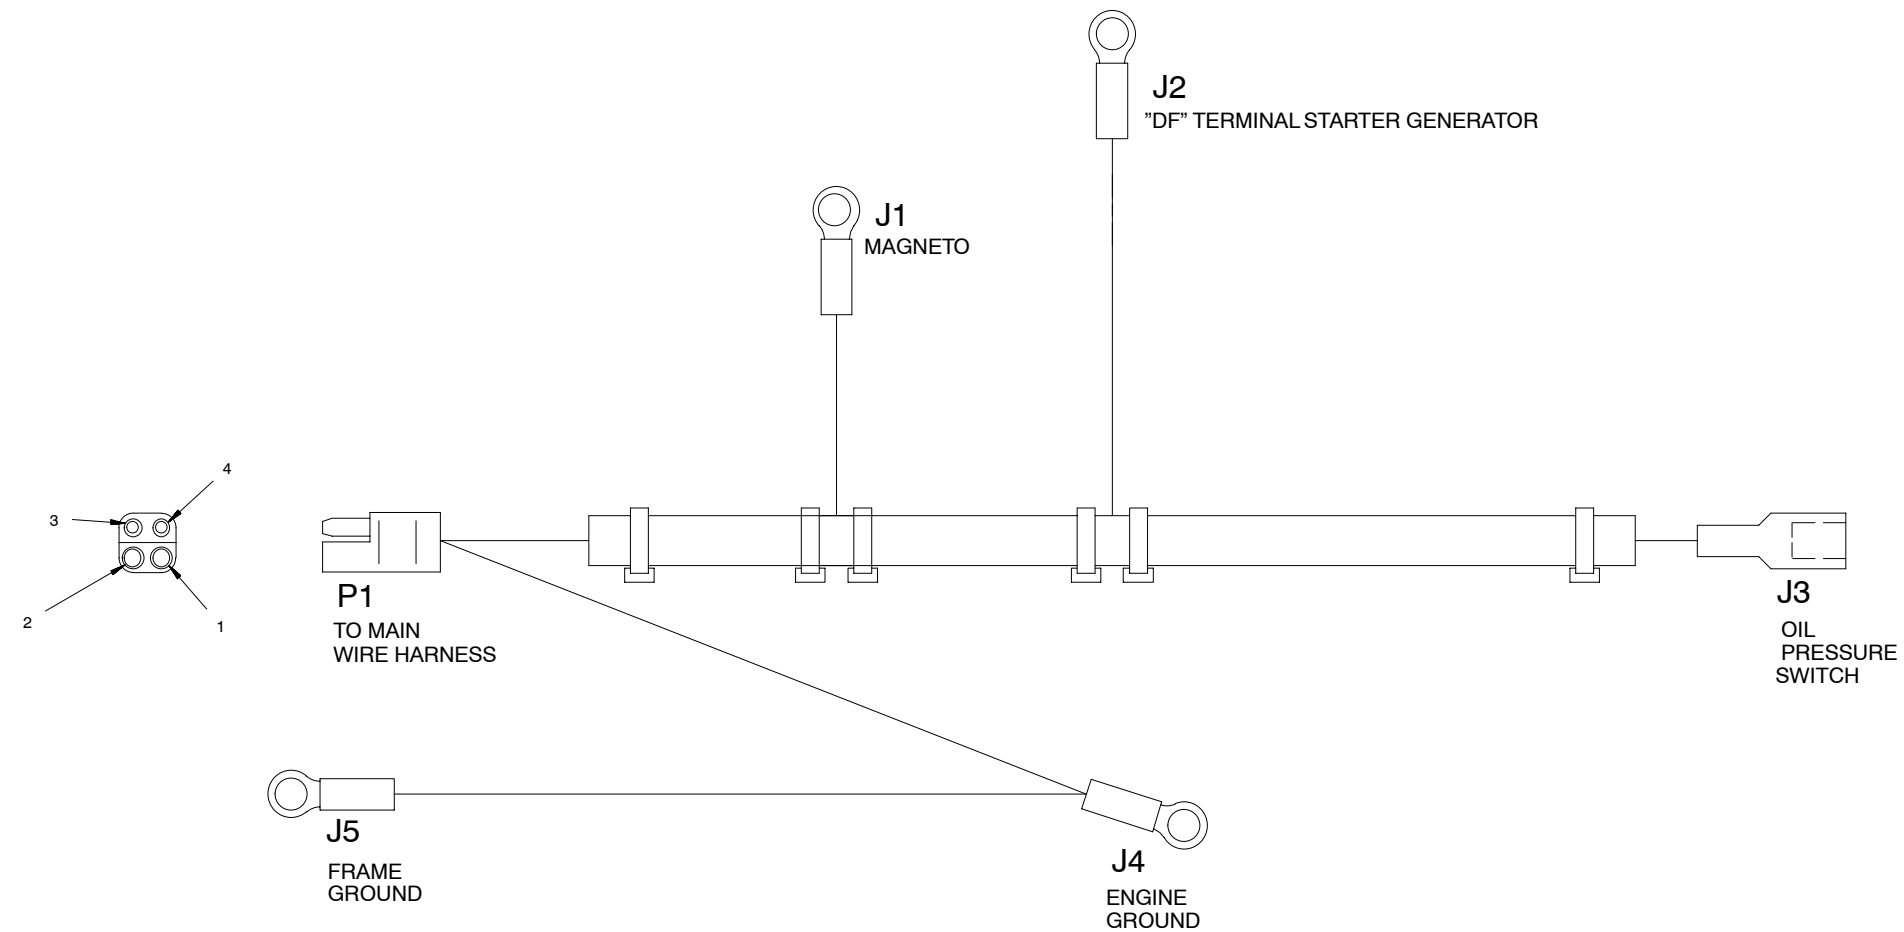 J2
”DF” TERMINAL STARTER GENERATOR
J1
MAGNETO
4
3
2
1
P1
TO MAIN
WIRE HARNESS
J3
OIL
PRESSURE
SWITCH
J5
FRAME
GROUND
J4
ENGINE
GROUND